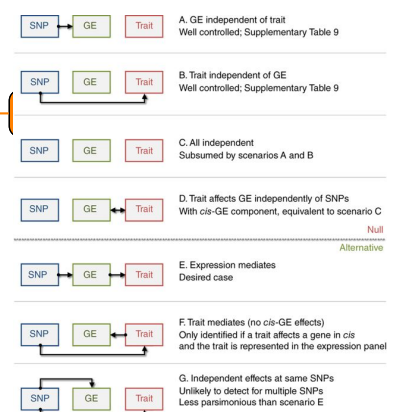 SNP GE Trait
A. GE independent of trait
Well controlled; Supplementary Table 9
SNP GE Trait
B. Trait independent of GE
Well controlled; Supplementary Table 9
SNP GE Trait
C. All independent
Subsumed by scenarios A and B
SNP GE Trait
D. Trait affects GE independently of SNPs
With cis-GE component, equivalent to scenario C
Null
Alternative
SNP GE Trait
E. Expression mediates
Desired case
SNP GE Trait
F. Trait mediates (no cis-GE effects)
Only identified if a trait affects a gene in cis
and the trait is represented in the expression panel
SNP GE Trait
G. Independent effects at same SNPs
Unlikely to detect for multiple SNPs
Less parsimonious than scenario E